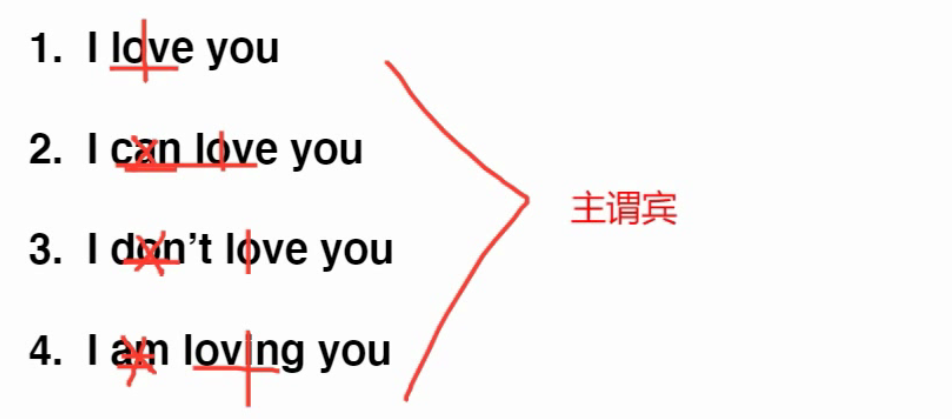 1. I love you
2. I can love you
3. I don't love you
4. I am loving you
主谓宾